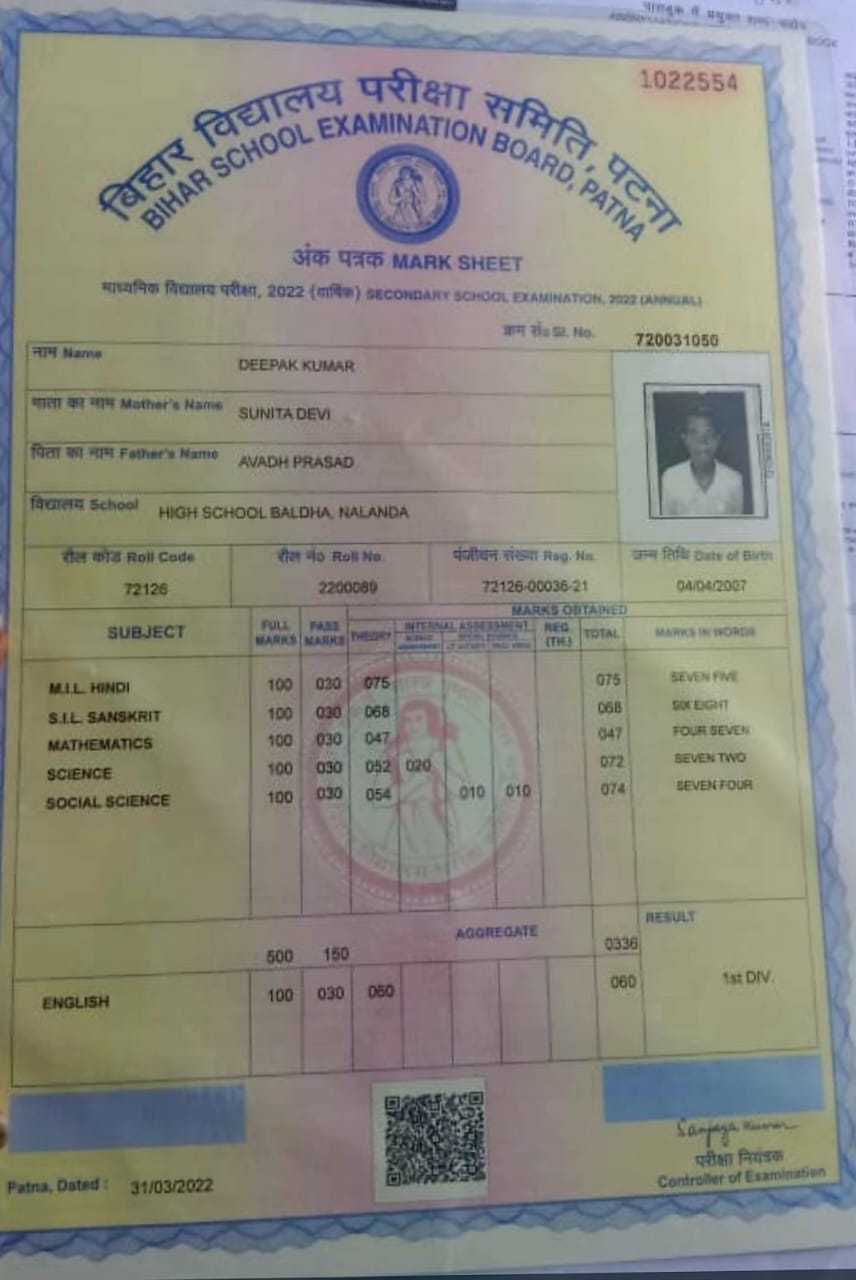 पासबुक में प्रयुक्त
1022554
बिहार विद्यालय परीक्षा समिति, पटना
BIHAR SCHOOL EXAMINATION BOARD, PATNA
अंक पत्रक MARK SHEET
माध्यमिक विद्यालय परीक्षा, 2022 (वार्षिक) SECONDARY SCHOOL EXAMINATION, 2022 (ANNUAL)
क्रम सं० Sl. No. 720031050
नाम Name DEEPAK KUMAR
माता का नाम Mother's Name SUNITA DEVI
पिता का नाम Father's Name AVADH PRASAD
विद्यालय School HIGH SCHOOL BALDHA, NALANDA
रौल कोड Roll Code रौल नं० Roll No. पंजीयन संख्या Reg. No. जन्म तिथि Date of Birth
72126 2200089 72126-00036-21 04/04/2007
MARKS OBTAINED
SUBJECT FULL MARKS PASS MARKS THEORY INTERNAL ASSESSMENT REG (TH.) TOTAL MARKS IN WORDS
M.I.L. HINDI 100 030 075 075 SEVEN FIVE
S.I.L. SANSKRIT 100 030 068 068 SIX EIGHT
MATHEMATICS 100 030 047 047 FOUR SEVEN
SCIENCE 100 030 052 020 072 SEVEN TWO
SOCIAL SCIENCE 100 030 054 010 010 074 SEVEN FOUR
AGGREGATE RESULT
500 150 0336
ENGLISH 100 030 060 060 1st DIV.
Sanjaya Kumar
परीक्षा नियंत्रक
Controller of Examination
Patna, Dated : 31/03/2022